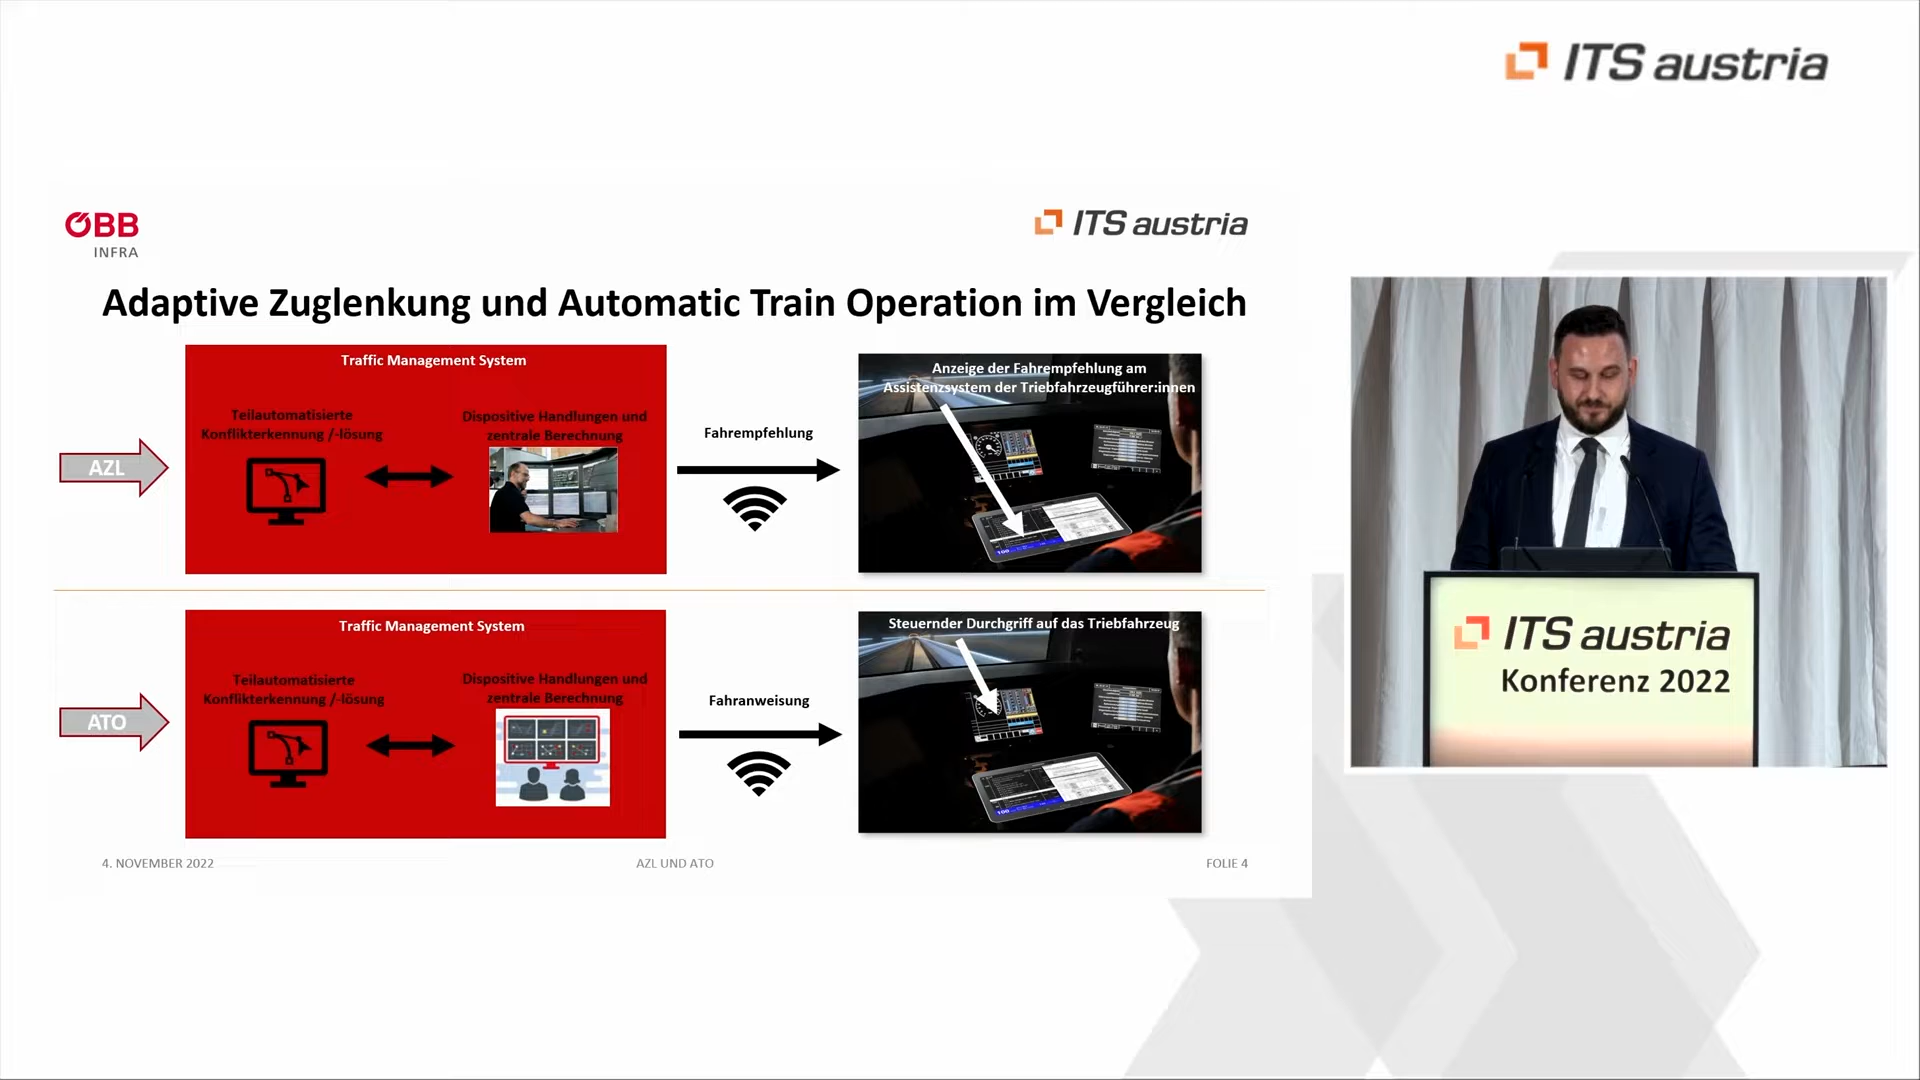 ITS austria
ÖBB
INFRA
ITS austria
Adaptive Zuglenkung und Automatic Train Operation im Vergleich
Traffic Management System
Teilautomatisierte
Konflikterkennung /-lösung
Dispositive Handlungen und
zentrale Berechnung
AZL
Fahrempfehlung
Anzeige der Fahrempfehlung am
Assistenzsystem der Triebfahrzeugführer:innen
Traffic Management System
Teilautomatisierte
Konflikterkennung /-lösung
Dispositive Handlungen und
zentrale Berechnung
ATO
Fahranweisung
Steuernder Durchgriff auf das Triebfahrzeug
4. NOVEMBER 2022
AZL UND ATO
FOLIE 4
ITS austria
Konferenz 2022